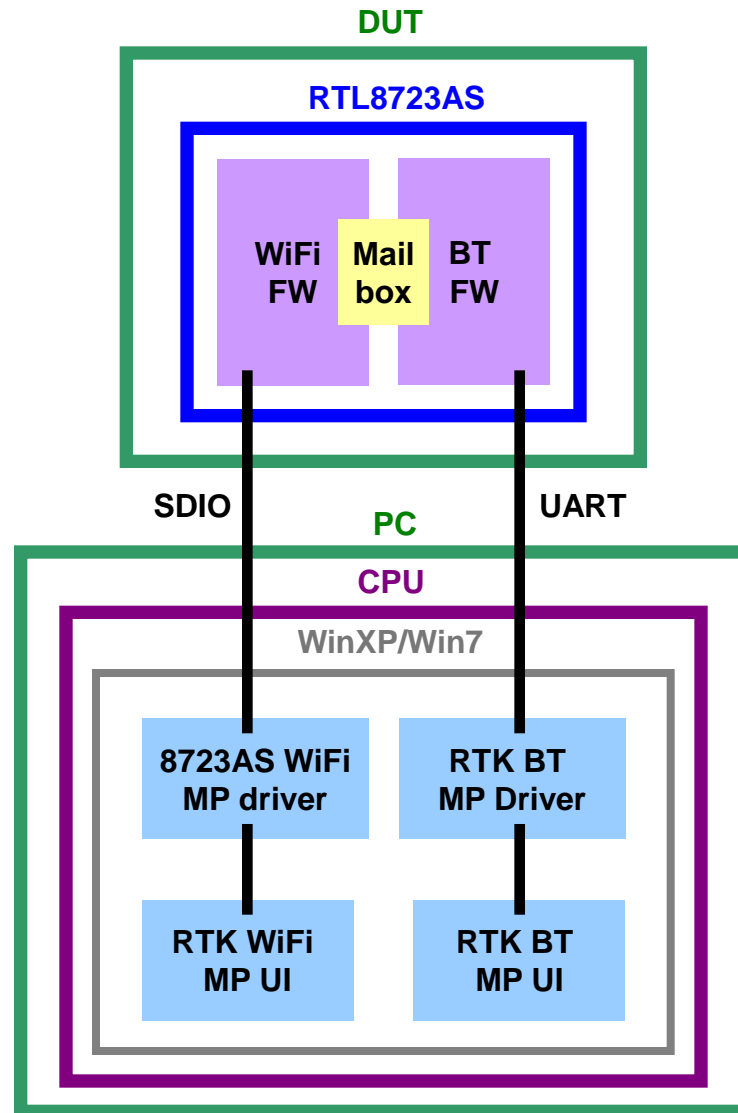 DUT
RTL8723AS
WiFi
FW
Mail
box
BT
FW
SDIO
UART
PC
CPU
WinXP/Win7
8723AS WiFi
MP driver
RTK BT
MP Driver
RTK WiFi
MP UI
RTK BT
MP UI